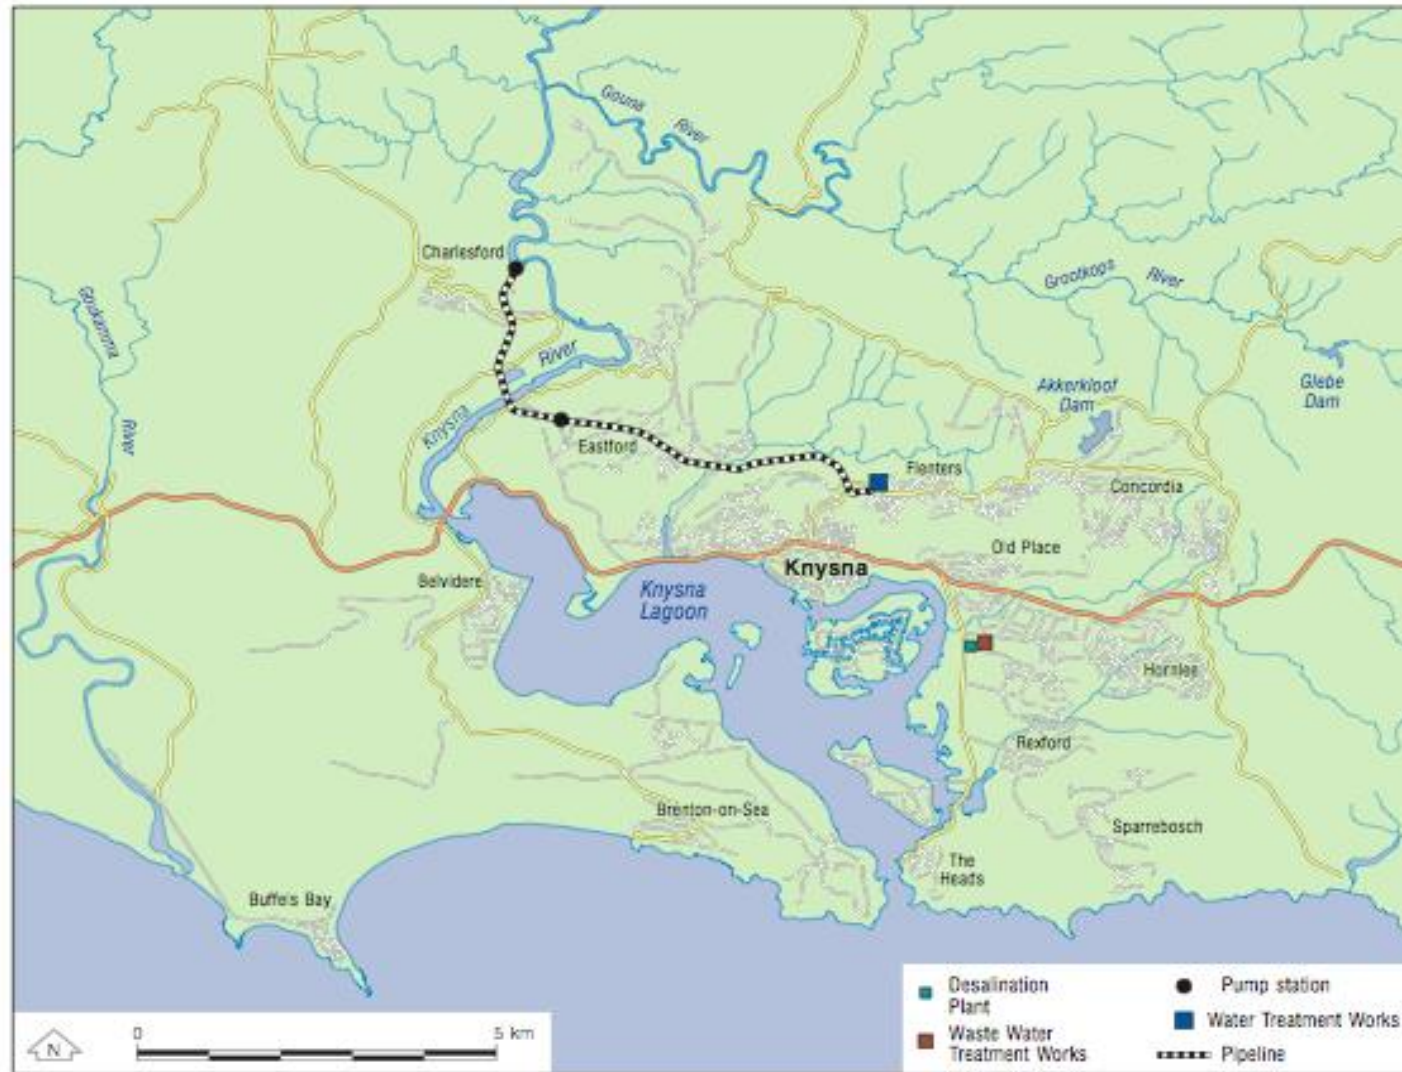 Gouna
River
Charlesford
Goukamma
River
Grootkops
River
River
Knysna
Akkerkloof
Dam
Glebe
Dam
Eastford
Flenters
Concordia
Old Place
Knysna
Belvidere
Knysna
Lagoon
Hornlee
Rexford
Brenton-on-Sea
Sparrebosch
The
Heads
Buffels Bay
N
0
5 km
Desalination
Plant
Waste Water
Treatment Works
Pump station
Water Treatment Works
Pipeline